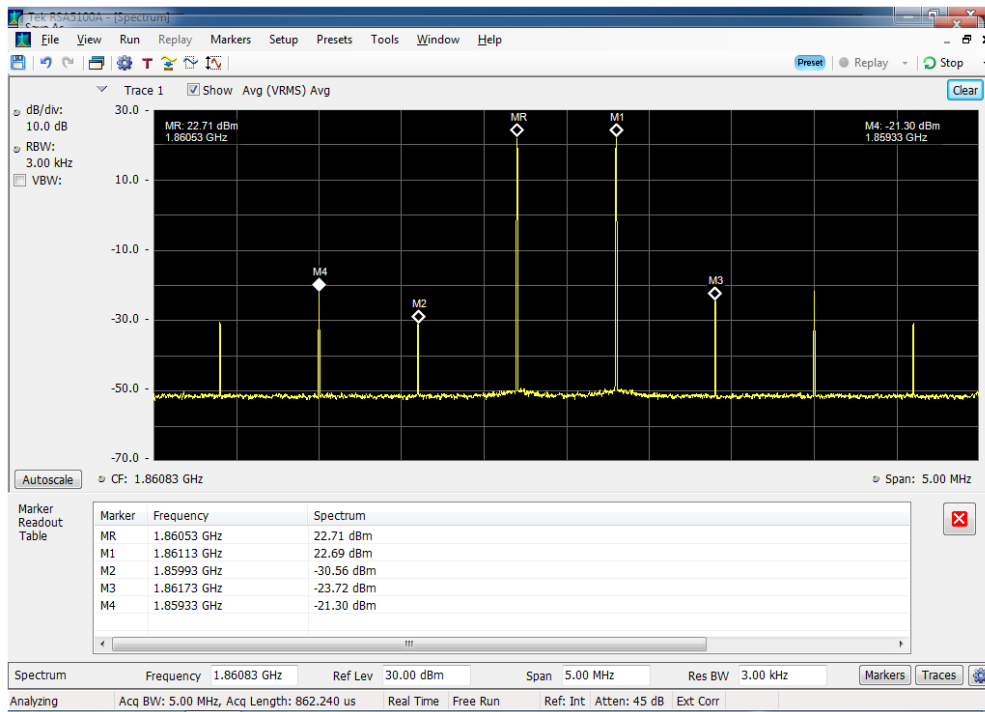 Tek RSA5100A - [Spectrum]
File View Run Replay Markers Setup Presets Tools Window Help
T Preset Replay Stop
Trace 1 Show Avg (VRMS) Avg Clear
dB/div:
10.0 dB
RBW:
3.00 kHz
VBW:
30.0
10.0
-10.0
-30.0
-50.0
-70.0
MR: 22.71 dBm
1.86053 GHz
MR
M1
M4: -21.30 dBm
1.85933 GHz
M4
M2
M3
Autoscale CF: 1.86083 GHz Span: 5.00 MHz
Marker
Readout
Table
Marker Frequency Spectrum
MR 1.86053 GHz 22.71 dBm
M1 1.86113 GHz 22.69 dBm
M2 1.85993 GHz -30.56 dBm
M3 1.86173 GHz -23.72 dBm
M4 1.85933 GHz -21.30 dBm
Spectrum Frequency 1.86083 GHz Ref Lev 30.00 dBm Span 5.00 MHz Res BW 3.00 kHz Markers Traces
Analyzing Acq BW: 5.00 MHz, Acq Length: 862.240 us Real Time Free Run Ref: Int Atten: 45 dB Ext Corr